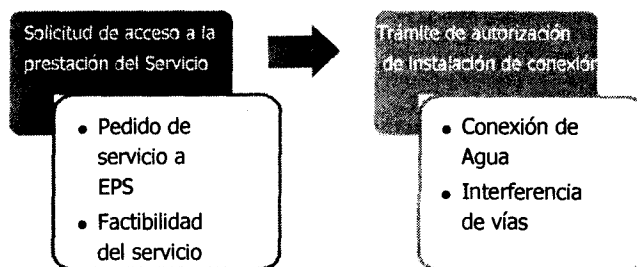 Solicitud de acceso a la
prestación del Servicio
• Pedido de
servicio a
EPS
• Factibilidad
del servicio
Trámite de autorización
de instalación de conexión
• Conexión de
Agua
• Interferencia
de vías